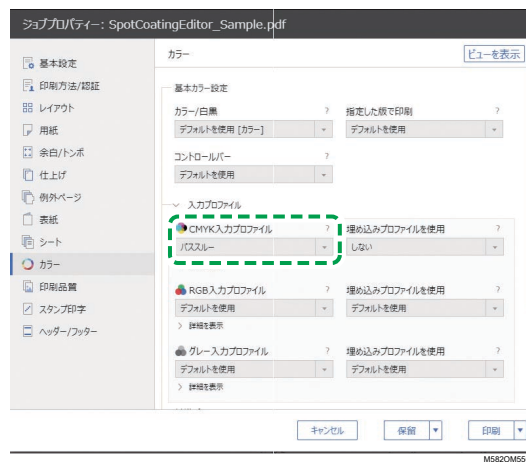 ジョブプロパティー: SpotCoatingEditor_Sample.pdf
基本設定
印刷方法/認証
レイアウト
用紙
余白/トンボ
仕上げ
例外ページ
表紙
シート
カラー
印刷品質
スタンプ印字
ヘッダー/フッター
カラー
ビューを表示
基本カラー設定
カラー/白黒 ? 指定した版で印刷 ?
デフォルトを使用 [カラー] デフォルトを使用
コントロールバー ?
デフォルトを使用
入力プロファイル
CMYK入力プロファイル ? 埋め込みプロファイルを使用 ?
パススルー しない
RGB入力プロファイル ? 埋め込みプロファイルを使用 ?
デフォルトを使用 デフォルトを使用
> 詳細を表示
グレー入力プロファイル ? 埋め込みプロファイルを使用 ?
デフォルトを使用 デフォルトを使用
> 詳細を表示
キャンセル 保留 印刷
M582OM55